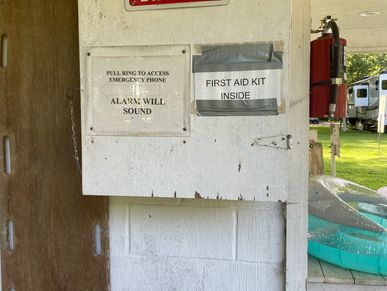 PULL RING TO ACCESS
EMERGENCY PHONE
ALARM WILL
SOUND
FIRST AID KIT
INSIDE